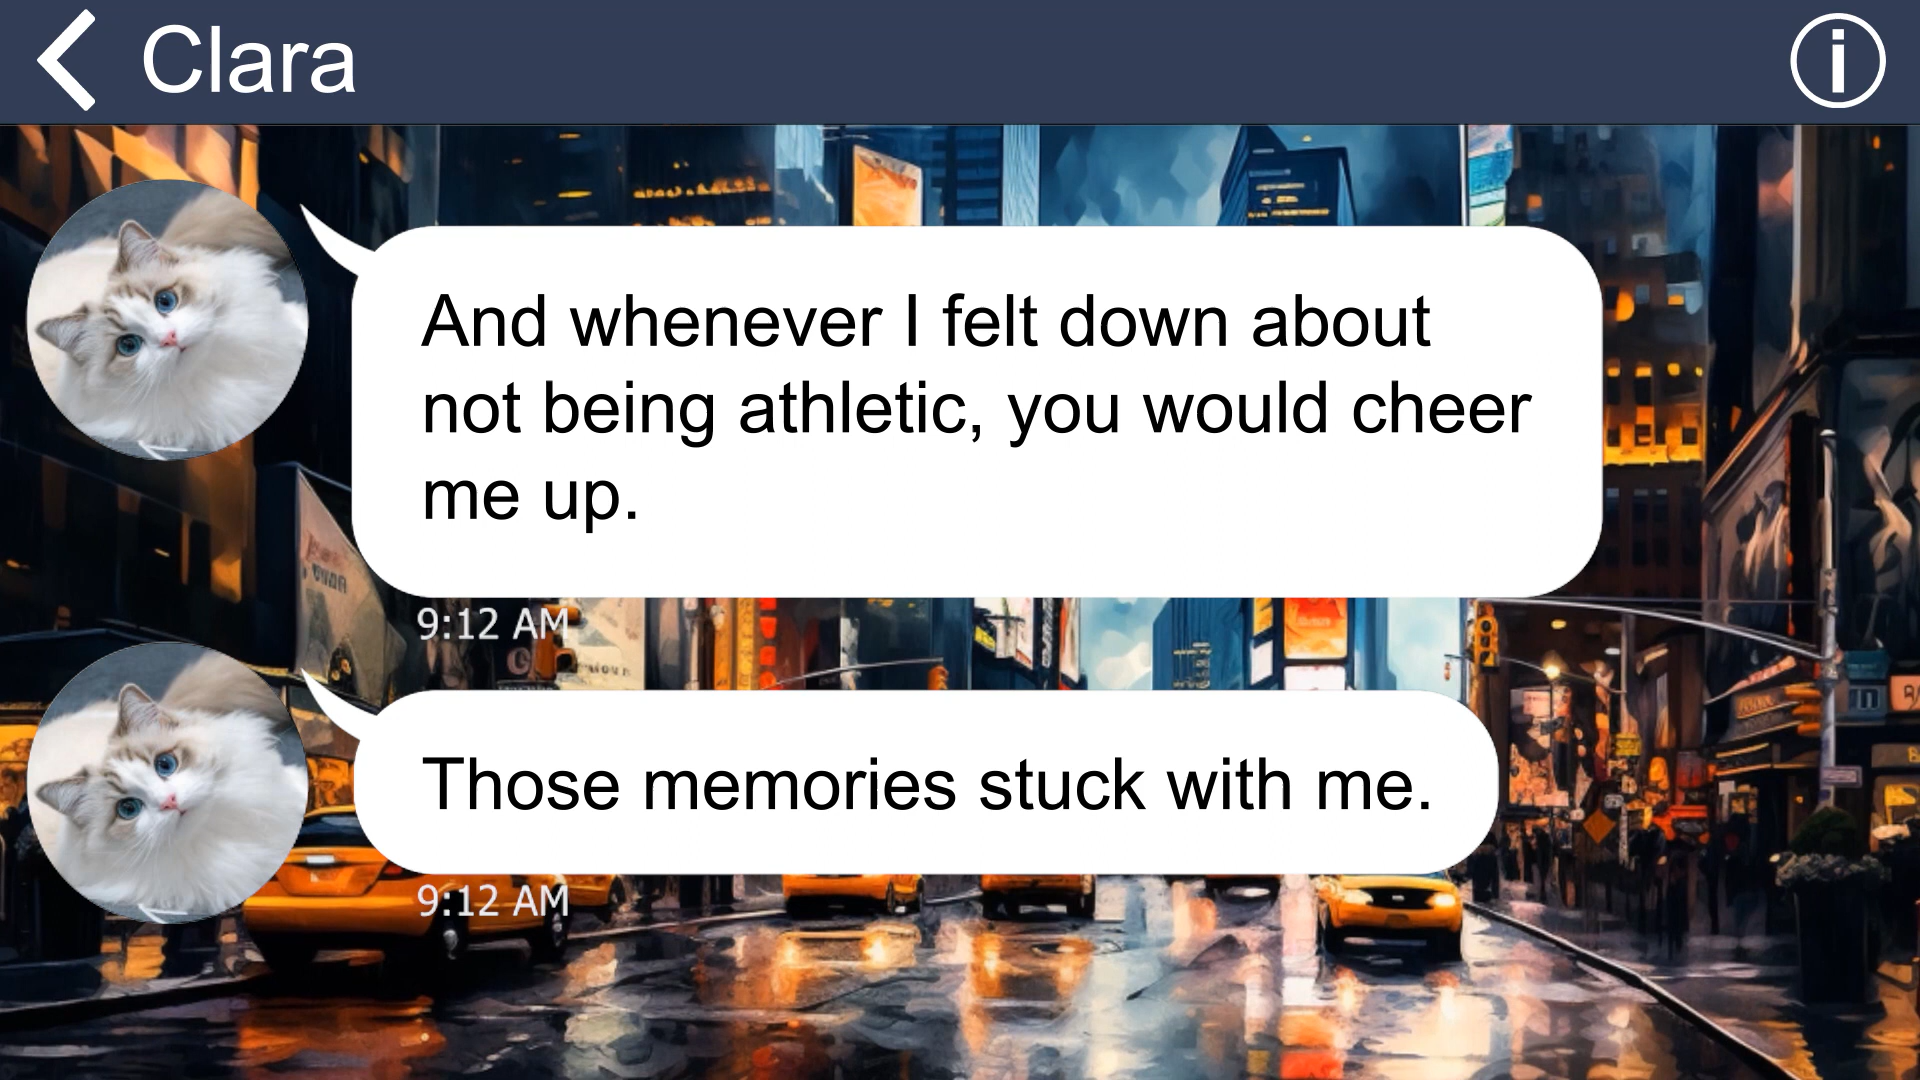 Clara
And whenever I felt down about
not being athletic, you would cheer
me up.
9:12 AM
Those memories stuck with me.
9:12 AM